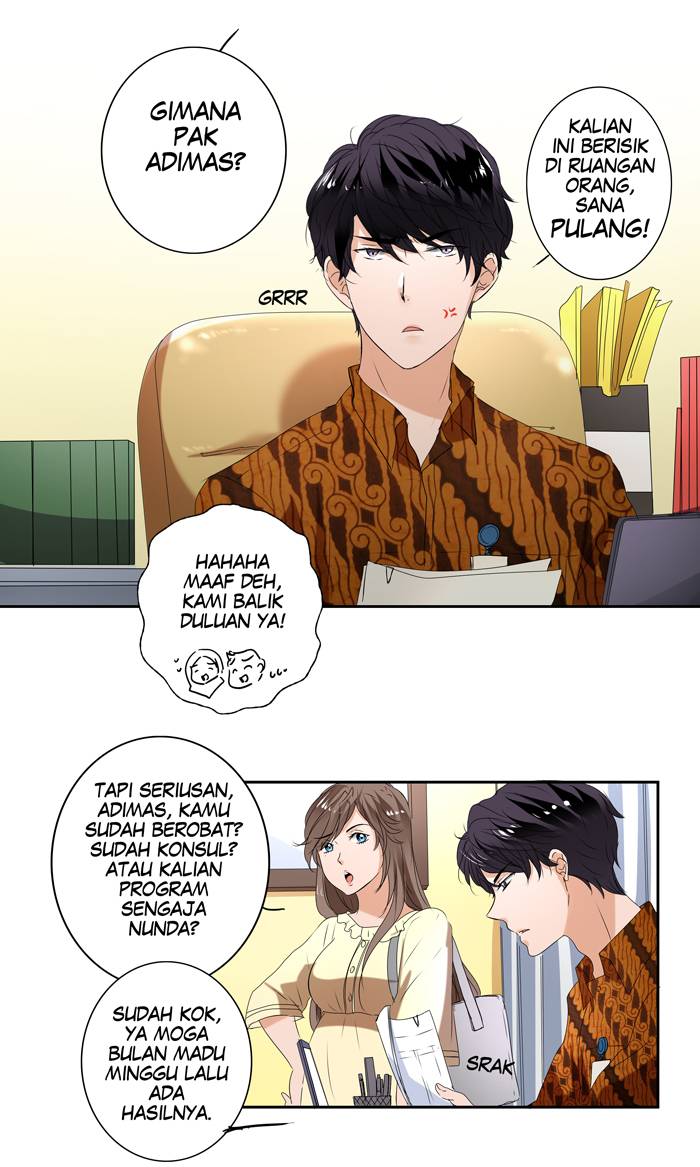 GIMANA
PAK
ADIMAS?
KALIAN
INI BERISIK
DI RUANGAN
ORANG,
SANA
PULANG!
GRRR
HAHAHA
MAAF DEH,
KAMI BALIK
DULUAN YA!
TAPI SERIUSAN,
ADIMAS, KAMU
SUDAH BEROBAT?
SUDAH KONSUL?
ATAU KALIAN
PROGRAM
SENGAJA
NUNDA?
SUDAH KOK,
YA MOGA
BULAN MADU
MINGGU LALU
ADA
HASILNYA.
SRAK